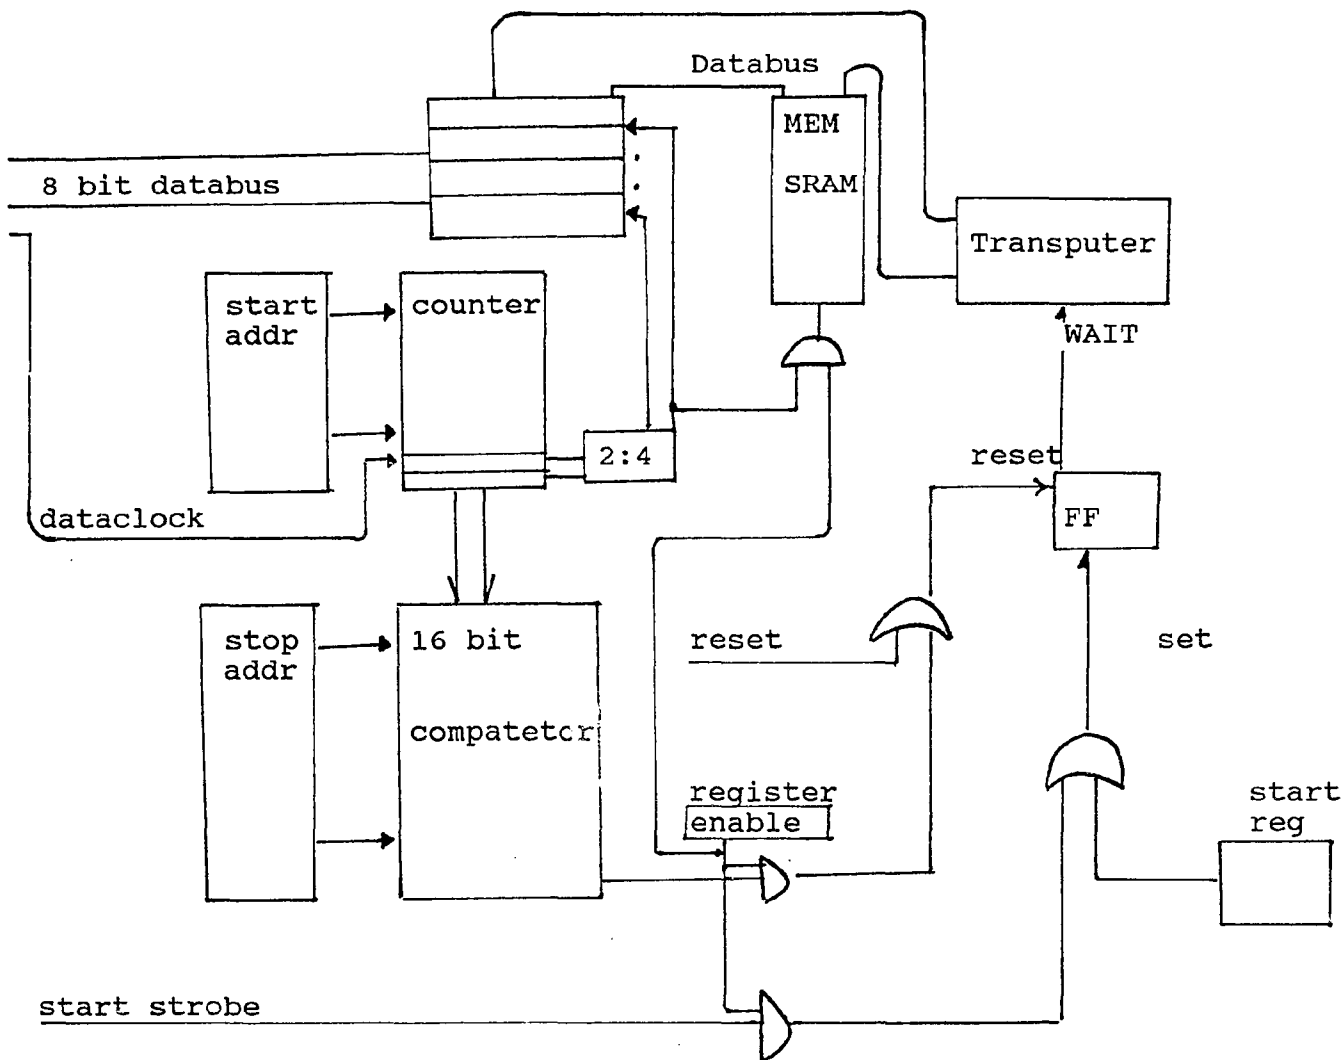 Databus
MEM
SRAM
8 bit databus
Transputer
start
addr
counter
WAIT
2:4
reset
dataclock
FF
stop
addr
16 bit
reset
set
compatetcr
register
enable
start
reg
start strobe